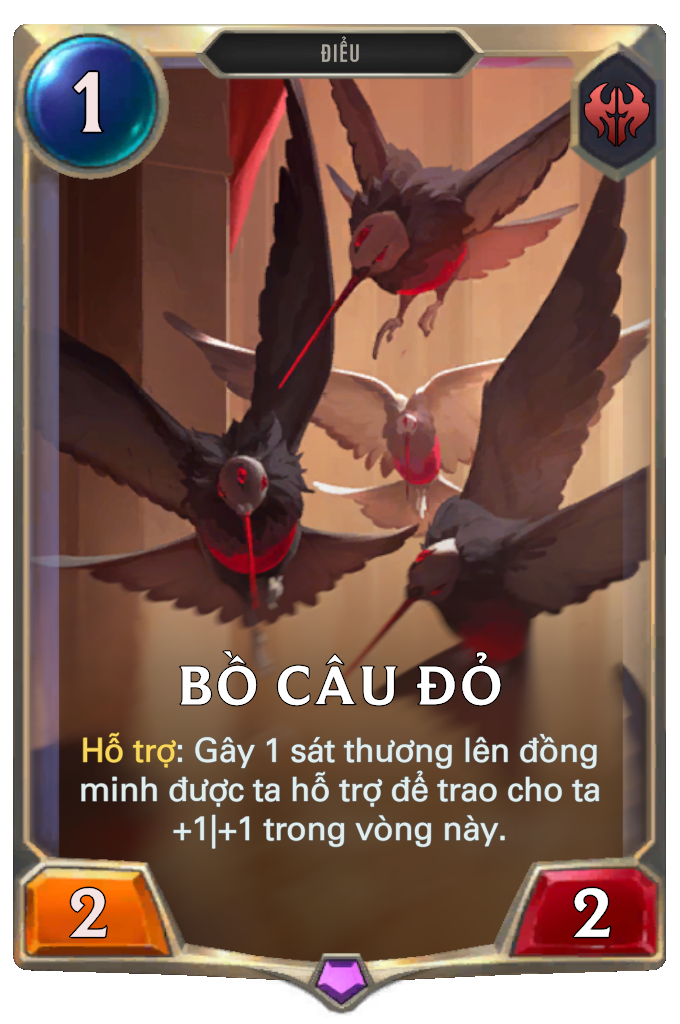 1
ĐIỂU
BỒ CÂU ĐỎ
Hỗ trợ: Gây 1 sát thương lên đồng
minh được ta hỗ trợ để trao cho ta
+1|+1 trong vòng này.
2
2